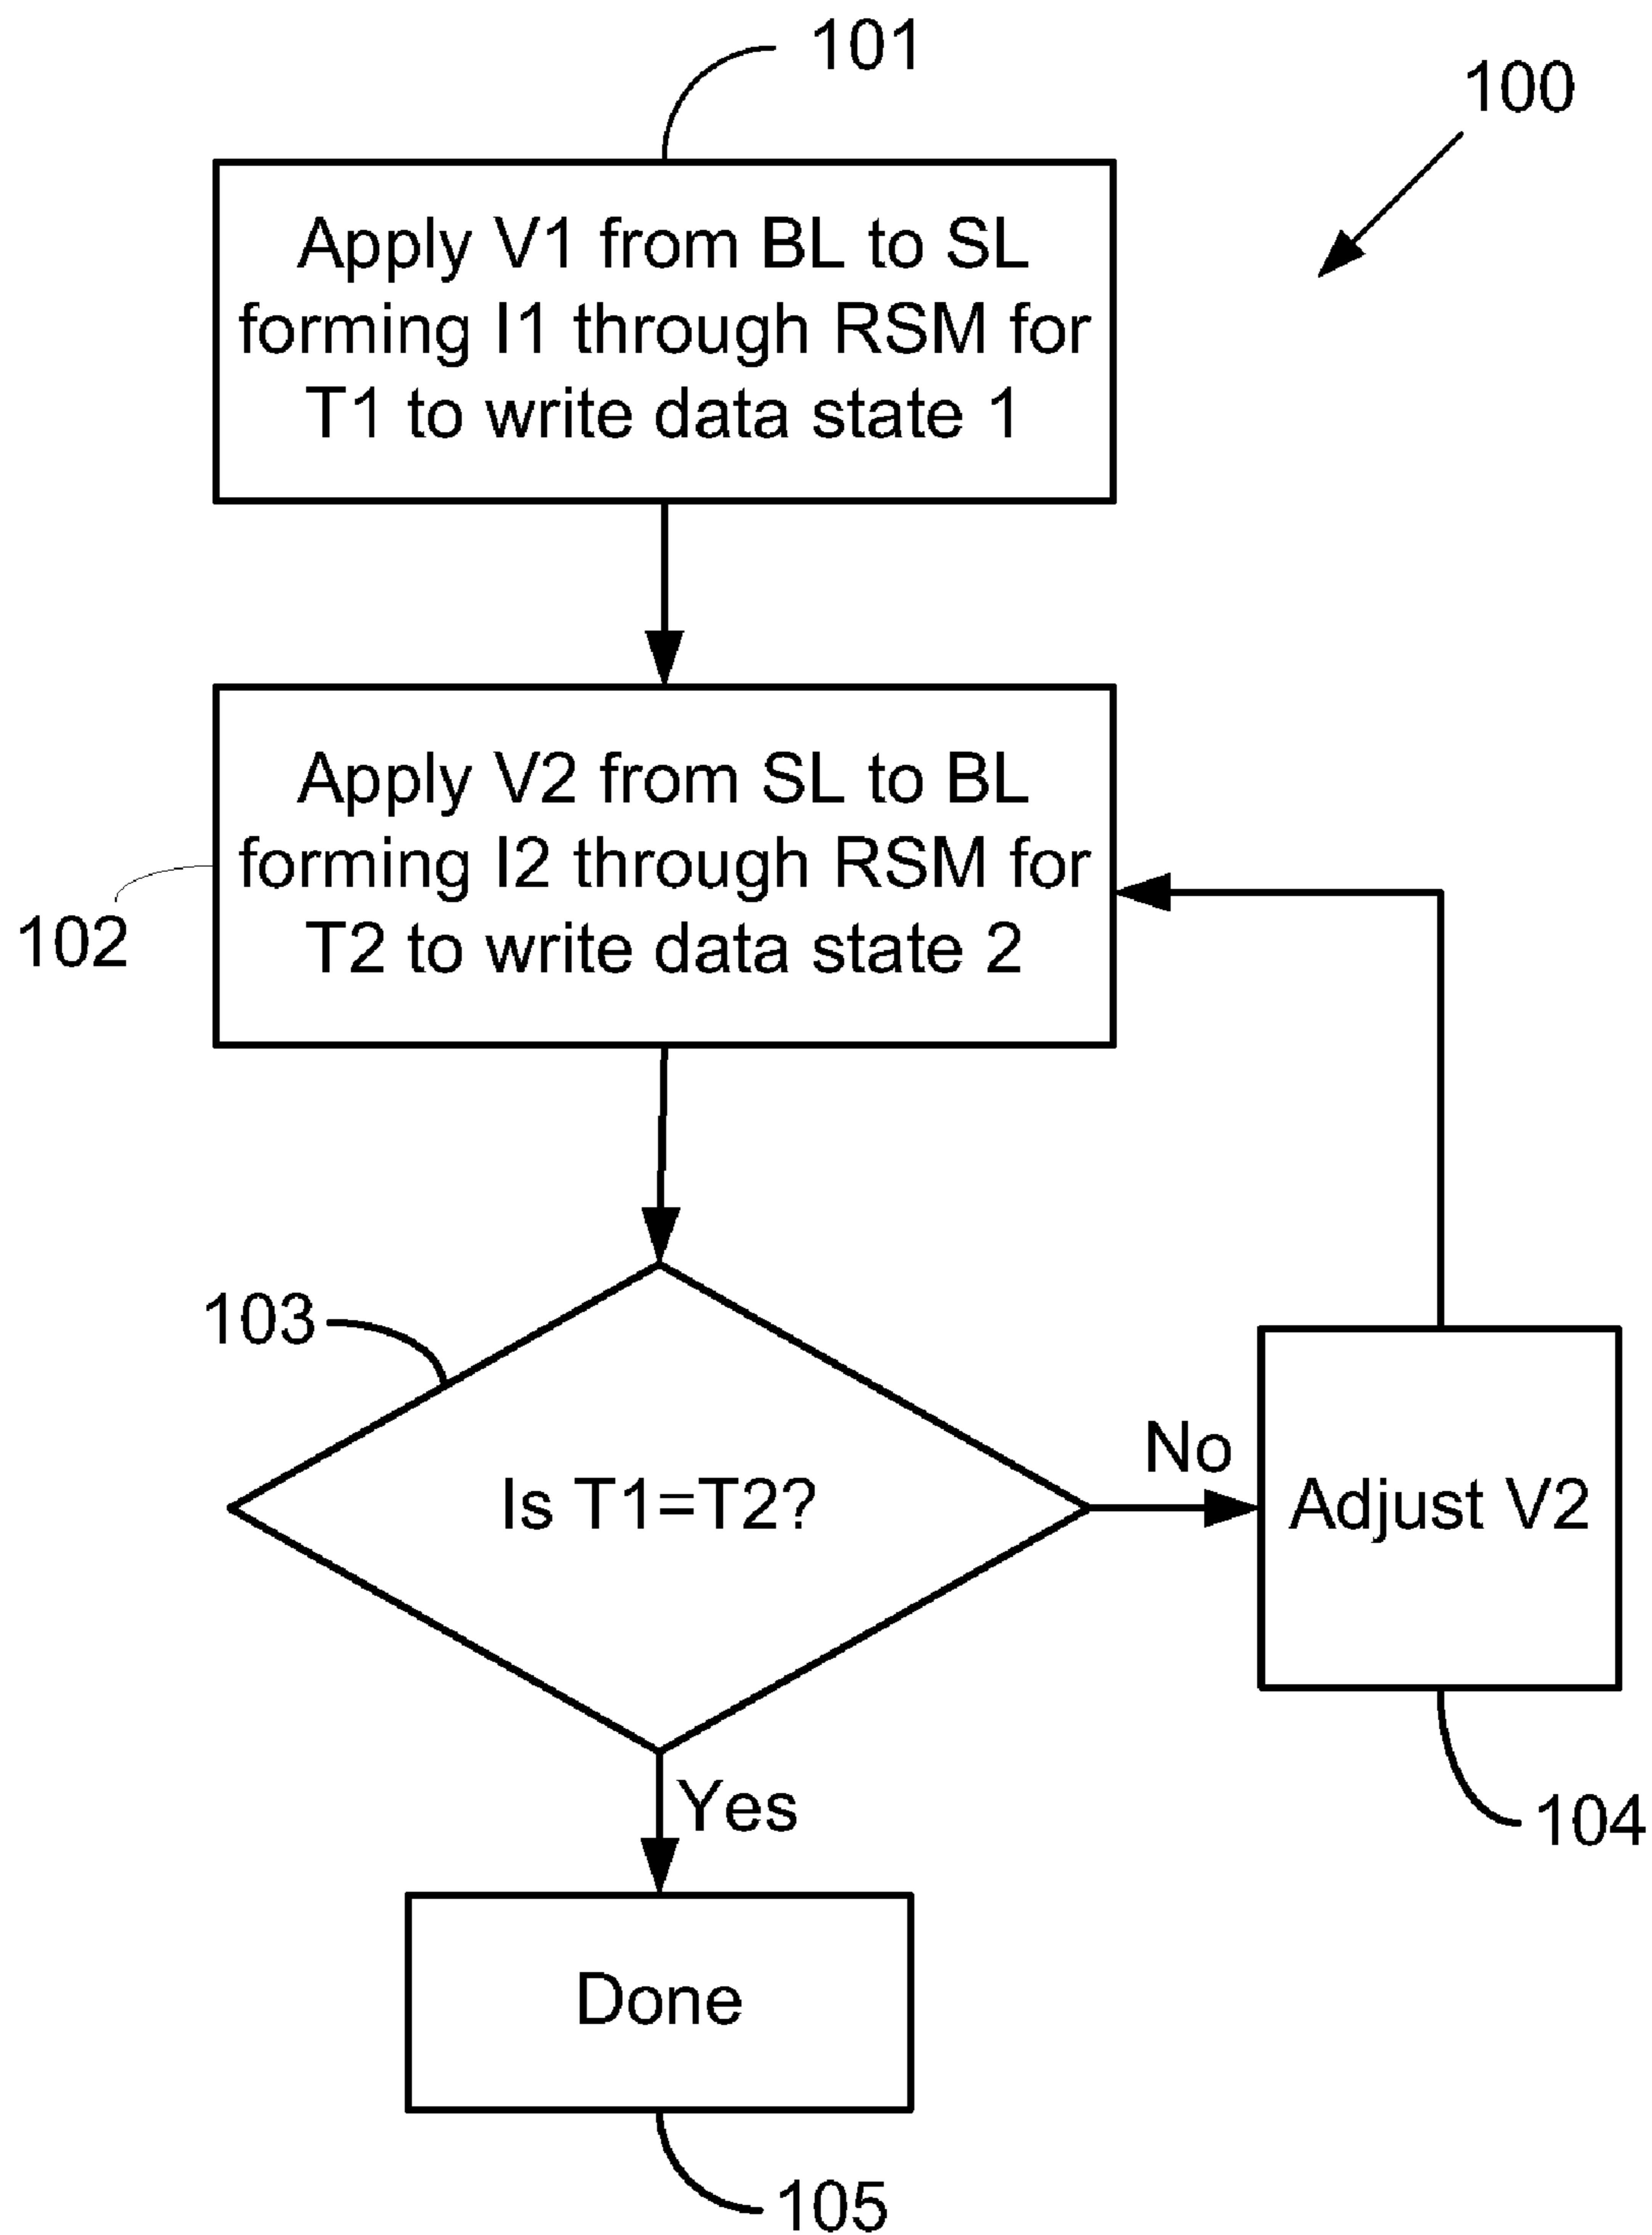 101
100
Apply V1 from BL to SL
forming I1 through RSM for
T1 to write data state 1
Apply V2 from SL to BL
forming I2 through RSM for
T2 to write data state 2
102
103
Is T1=T2?
No
Adjust V2
Yes
104
Done
105